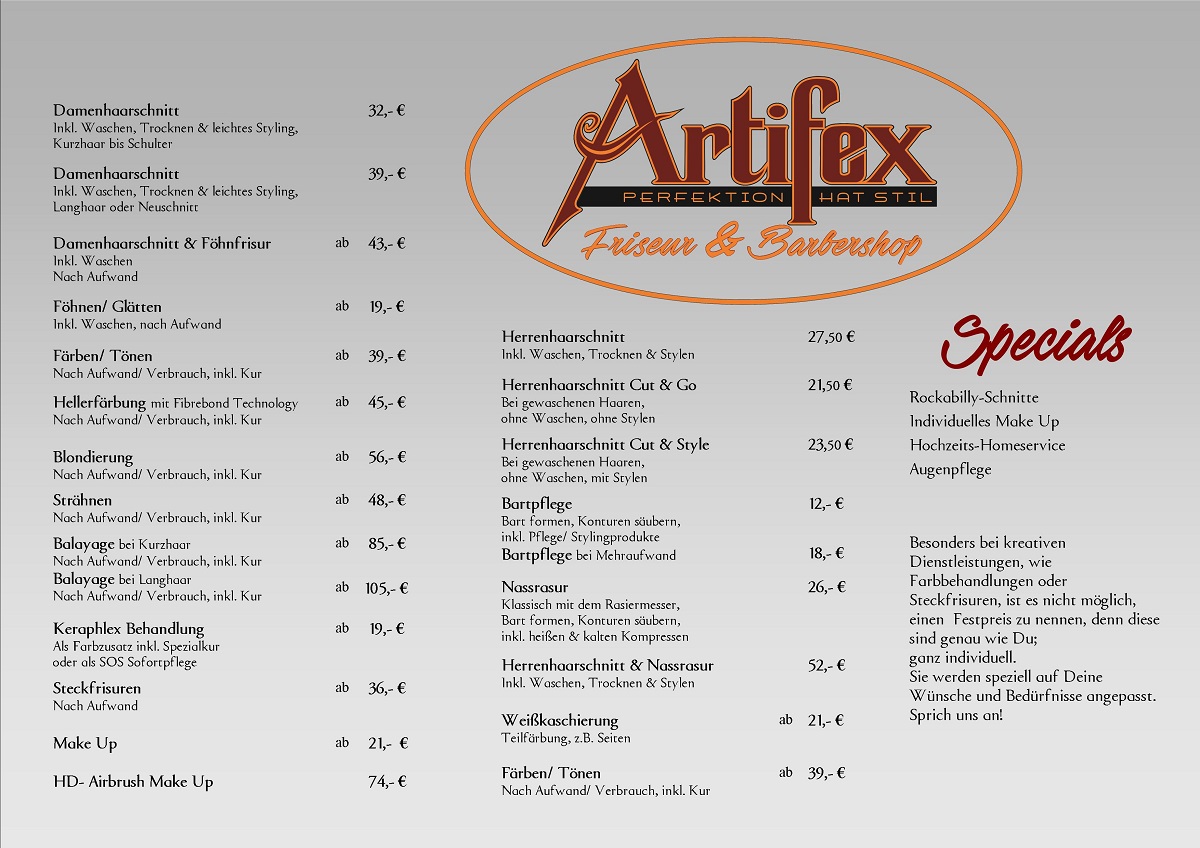 Artifex
PERFEKTION HAT STIL
Friseur & Barbershop
Damenhaarschnitt 32,- €
Inkl. Waschen, Trocknen & leichtes Styling,
Kurzhaar bis Schulter
Damenhaarschnitt 39,- €
Inkl. Waschen, Trocknen & leichtes Styling,
Langhaar oder Neuschnitt
Damenhaarschnitt & Föhnfrisur ab 43,- €
Inkl. Waschen
Nach Aufwand
Föhnen/ Glätten ab 19,- €
Inkl. Waschen, nach Aufwand
Färben/ Tönen ab 39,- €
Nach Aufwand/ Verbrauch, inkl. Kur
Hellerfärbung mit Fibrebond Technology ab 45,- €
Nach Aufwand/ Verbrauch, inkl. Kur
Blondierung ab 56,- €
Nach Aufwand/ Verbrauch, inkl. Kur
Strähnen ab 48,- €
Nach Aufwand/ Verbrauch, inkl. Kur
Balayage bei Kurzhaar ab 85,- €
Nach Aufwand/ Verbrauch, inkl. Kur
Balayage bei Langhaar ab 105,- €
Nach Aufwand/ Verbrauch, inkl. Kur
Keraphlex Behandlung ab 19,- €
Als Farbzusatz inkl. Spezialkur
oder als SOS Sofortpflege
Steckfrisuren ab 36,- €
Nach Aufwand
Make Up ab 21,- €
HD- Airbrush Make Up 74,- €
Herrenhaarschnitt 27,50 €
Inkl. Waschen, Trocknen & Stylen
Herrenhaarschnitt Cut & Go 21,50 €
Bei gewaschenen Haaren,
ohne Waschen, ohne Stylen
Herrenhaarschnitt Cut & Style 23,50 €
Bei gewaschenen Haaren,
ohne Waschen, mit Stylen
Bartpflege 12,- €
Bart formen, Konturen säubern,
inkl. Pflege/ Stylingprodukte
Bartpflege bei Mehraufwand 18,- €
Nassrasur 26,- €
Klassisch mit dem Rasiermesser,
Bart formen, Konturen säubern,
inkl. heißen & kalten Kompressen
Herrenhaarschnitt & Nassrasur 52,- €
Inkl. Waschen, Trocknen & Stylen
Weißkaschierung ab 21,- €
Teilfärbung, z.B. Seiten
Färben/ Tönen ab 39,- €
Nach Aufwand/ Verbrauch, inkl. Kur
Specials
Rockabilly-Schnitte
Individuelles Make Up
Hochzeits-Homeservice
Augenpflege
Besonders bei kreativen
Dienstleistungen, wie
Farbbehandlungen oder
Steckfrisuren, ist es nicht möglich,
einen Festpreis zu nennen, denn diese
sind genau wie Du;
ganz individuell.
Sie werden speziell auf Deine
Wünsche und Bedürfnisse angepasst.
Sprich uns an!